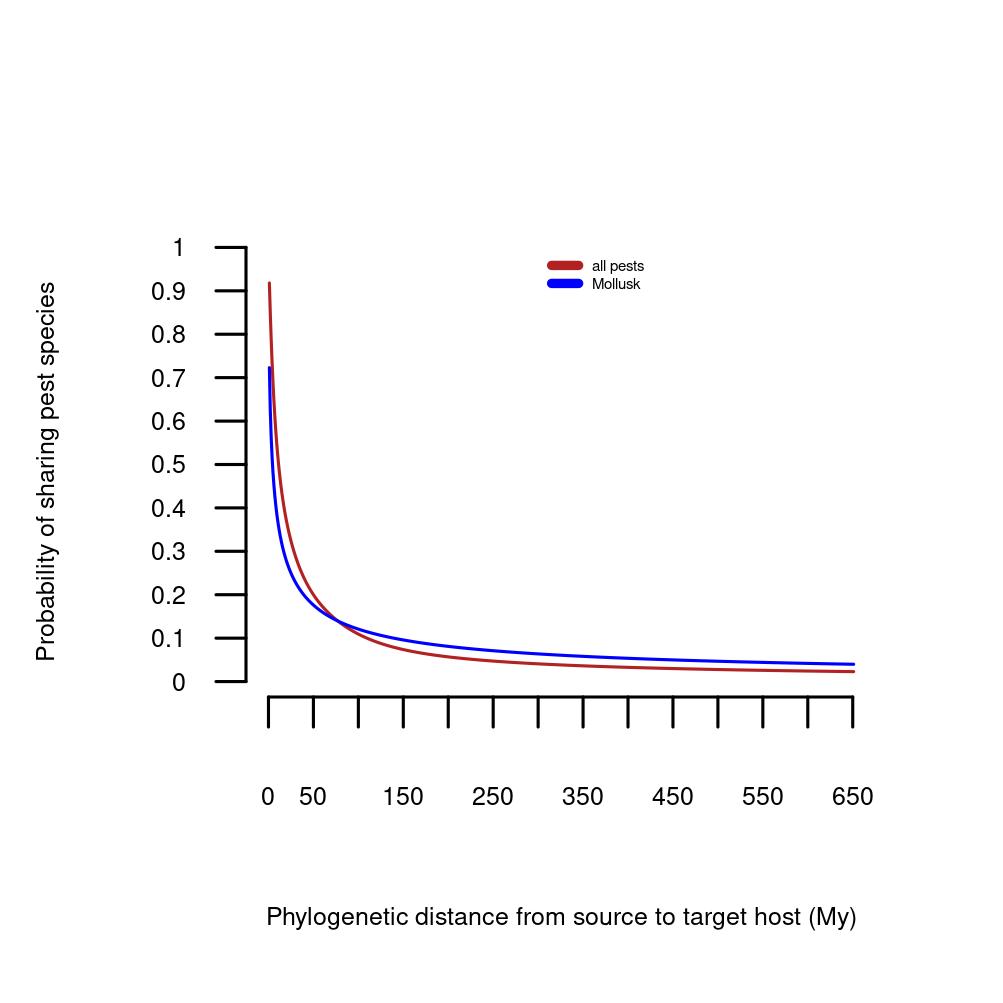 Probability of sharing pest species
1
0.9
0.8
0.7
0.6
0.5
0.4
0.3
0.2
0.1
0
all pests
Mollusk
0 50 150 250 350 450 550 650
Phylogenetic distance from source to target host (My)